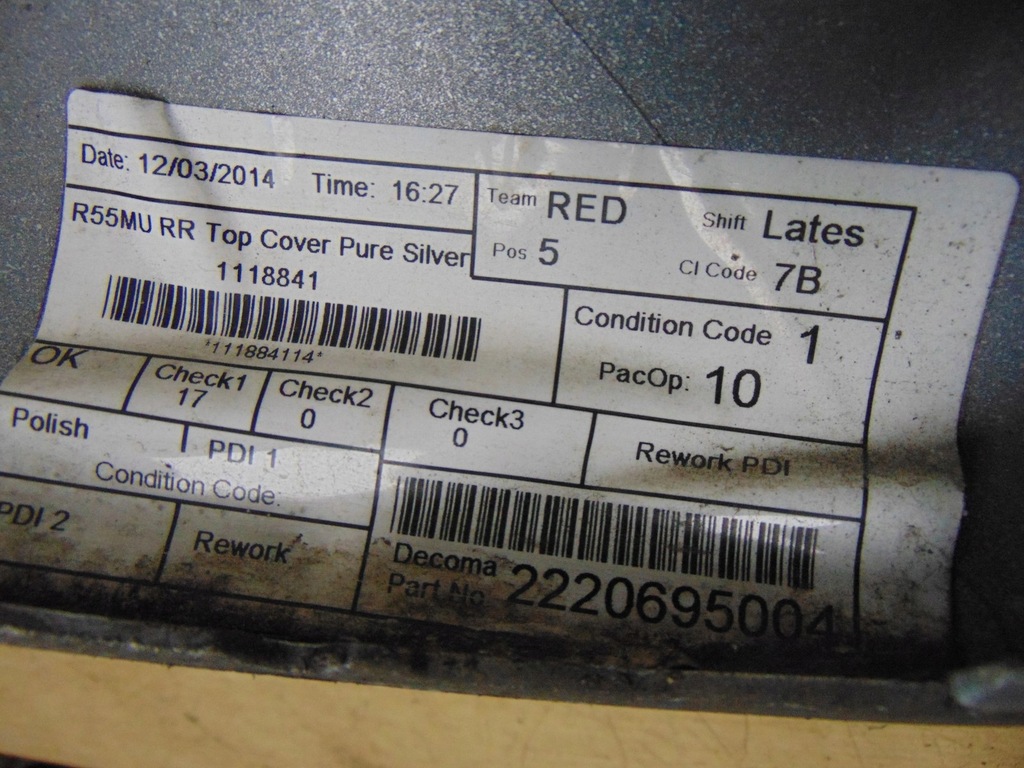 Date: 12/03/2014 Time: 16:27
Team RED Shift Lates
Pos 5 CI Code 7B
R55MU RR Top Cover Pure Silver
1118841
*111884114*
Condition Code 1
PacOp: 10
OK
Check1
17
Check2
0
Check3
0
Rework PDI
Polish
PDI 1
Condition Code:
PDI 2
Rework
Decoma
Part No 2220695004